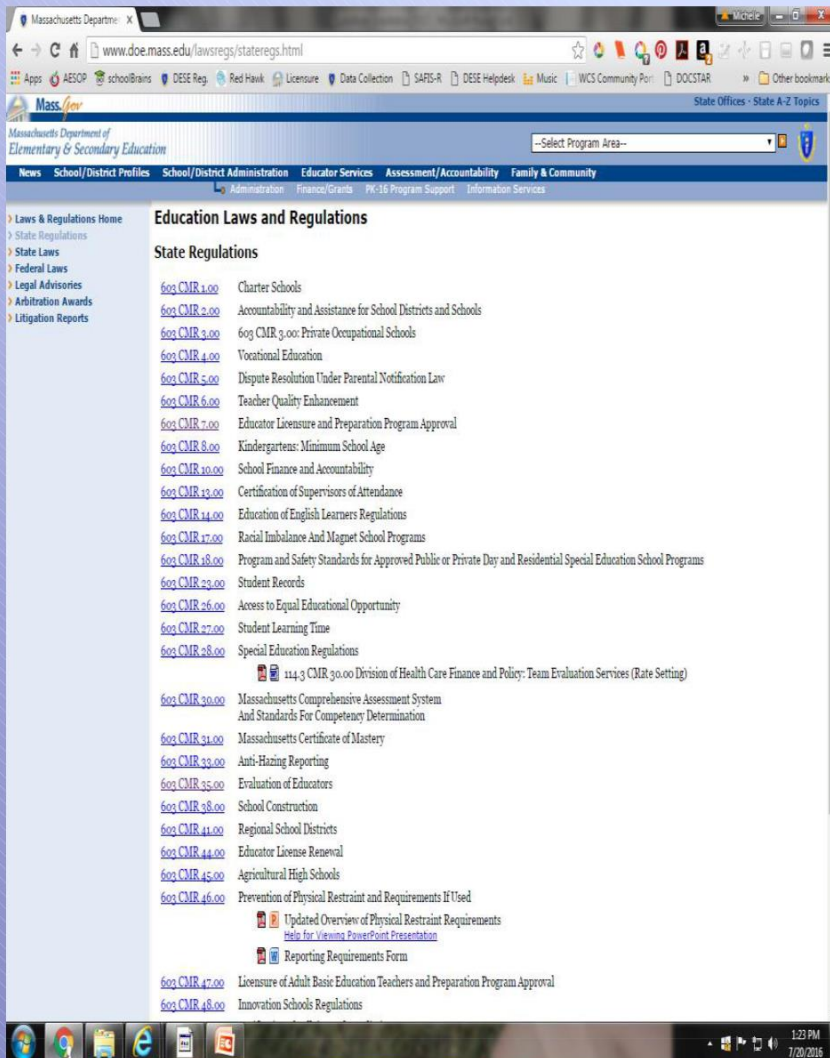 Massachusetts Departme
Michele
www.doe.mass.edu/lawsregs/stateregs.html
Apps AESOP schoolBrains DESE Reg. Red Hawk Licensure Data Collection SAFIS-R DESE Helpdesk Music WCS Community Por DOCSTAR » Other bookmark
Mass.Gov
State Offices · State A-Z Topics
Massachusetts Department of
Elementary & Secondary Education
--Select Program Area--
News School/District Profiles School/District Administration Educator Services Assessment/Accountability Family & Community
Administration Finance/Grants PK-16 Program Support Information Services
Laws & Regulations Home
State Regulations
State Laws
Federal Laws
Legal Advisories
Arbitration Awards
Litigation Reports
Education Laws and Regulations
State Regulations
603 CMR 1.00 Charter Schools
603 CMR 2.00 Accountability and Assistance for School Districts and Schools
603 CMR 3.00 603 CMR 3.00: Private Occupational Schools
603 CMR 4.00 Vocational Education
603 CMR 5.00 Dispute Resolution Under Parental Notification Law
603 CMR 6.00 Teacher Quality Enhancement
603 CMR 7.00 Educator Licensure and Preparation Program Approval
603 CMR 8.00 Kindergartens: Minimum School Age
603 CMR 10.00 School Finance and Accountability
603 CMR 13.00 Certification of Supervisors of Attendance
603 CMR 14.00 Education of English Learners Regulations
603 CMR 17.00 Racial Imbalance And Magnet School Programs
603 CMR 18.00 Program and Safety Standards for Approved Public or Private Day and Residential Special Education School Programs
603 CMR 23.00 Student Records
603 CMR 26.00 Access to Equal Educational Opportunity
603 CMR 27.00 Student Learning Time
603 CMR 28.00 Special Education Regulations
114.3 CMR 30.00 Division of Health Care Finance and Policy: Team Evaluation Services (Rate Setting)
603 CMR 30.00 Massachusetts Comprehensive Assessment System
And Standards For Competency Determination
603 CMR 31.00 Massachusetts Certificate of Mastery
603 CMR 33.00 Anti-Hazing Reporting
603 CMR 35.00 Evaluation of Educators
603 CMR 38.00 School Construction
603 CMR 41.00 Regional School Districts
603 CMR 44.00 Educator License Renewal
603 CMR 45.00 Agricultural High Schools
603 CMR 46.00 Prevention of Physical Restraint and Requirements If Used
Updated Overview of Physical Restraint Requirements
Help for Viewing PowerPoint Presentation
Reporting Requirements Form
603 CMR 47.00 Licensure of Adult Basic Education Teachers and Preparation Program Approval
603 CMR 48.00 Innovation Schools Regulations
1:23 PM
7/20/2016